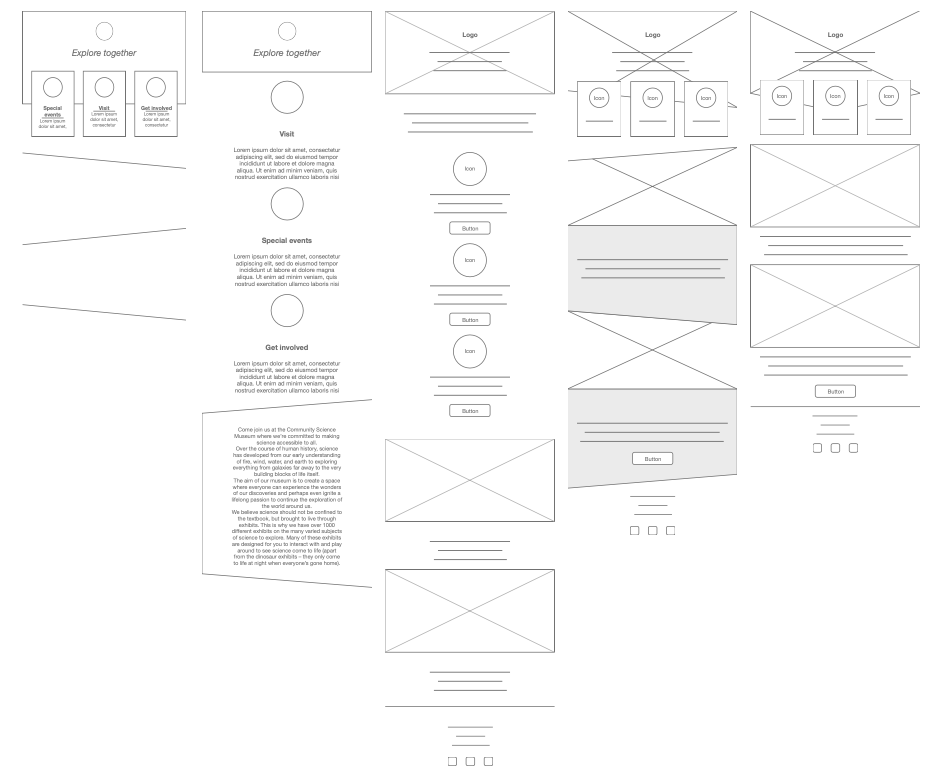 Explore together
Special
events
Lorem ipsum
dolor sit amet,
Visit
Lorem ipsum
dolor sit amet,
consectetur
Get involved
Lorem ipsum
dolor sit amet,
consectetur
Explore together
Visit
Lorem ipsum dolor sit amet, consectetur
adipiscing elit, sed do eiusmod tempor
incididunt ut labore et dolore magna
aliqua. Ut enim ad minim veniam, quis
nostrud exercitation ullamco laboris nisi
Special events
Lorem ipsum dolor sit amet, consectetur
adipiscing elit, sed do eiusmod tempor
incididunt ut labore et dolore magna
aliqua. Ut enim ad minim veniam, quis
nostrud exercitation ullamco laboris nisi
Get involved
Lorem ipsum dolor sit amet, consectetur
adipiscing elit, sed do eiusmod tempor
incididunt ut labore et dolore magna
aliqua. Ut enim ad minim veniam, quis
nostrud exercitation ullamco laboris nisi
Come join us at the Community Science
Museum where we're committed to making
science accessible to all.
Over the course of human history, science
has developed from our early understanding
of fire, wind, water, and earth to exploring
everything from galaxies far away to the very
building blocks of life itself.
The aim of our museum is to create a space
where everyone can experience the wonders
of our discoveries and perhaps even ignite a
lifelong passion to continue the exploration of
the world around us.
We believe science should not be confined to
the textbook, but brought to live through
exhibits. This is why we have over 1000
different exhibits on the many varied subjects
of science to explore. Many of these exhibits
are designed for you to interact with and play
around to see science come to life (apart
from the dinosaur exhibits – they only come
to life at night when everyone's gone home).
Logo
Icon
Button
Icon
Button
Icon
Button
Logo
Icon
Icon
Icon
Button
Logo
Icon
Icon
Icon
Button